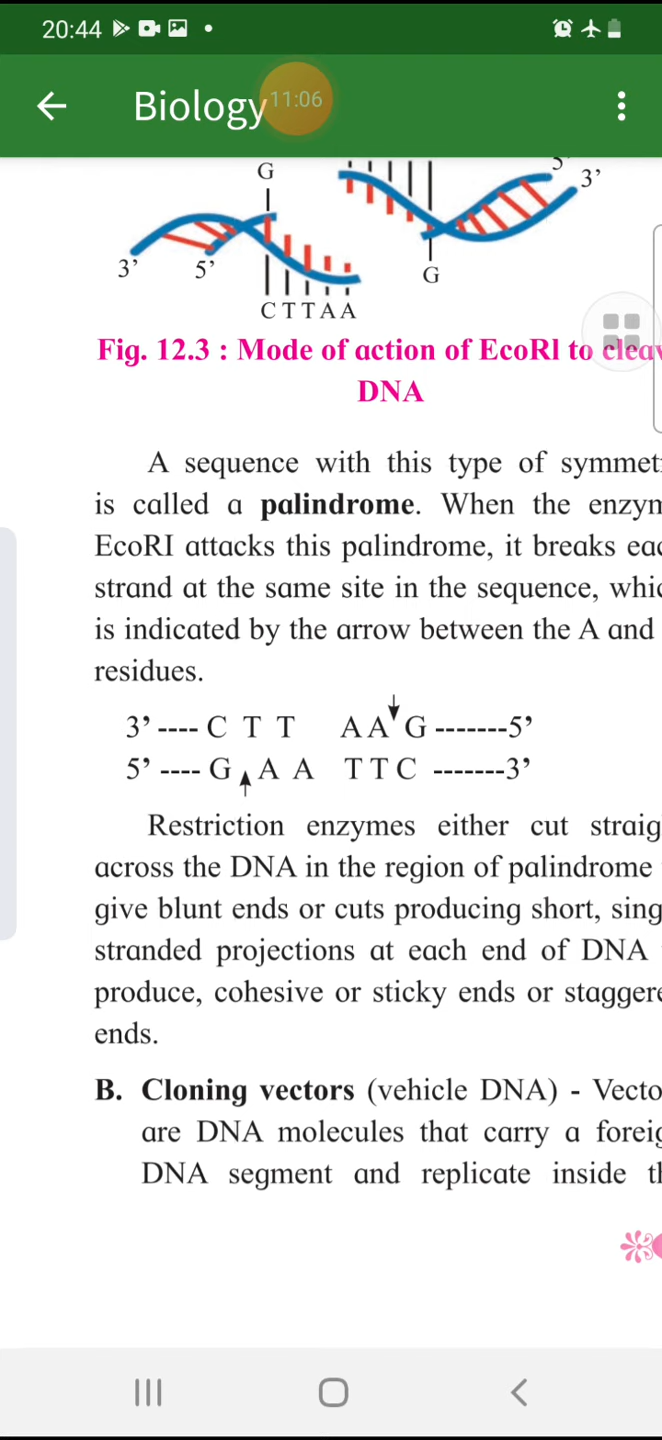 20:44
Biology
11:06
G
3’
3’ 5’
G
CTTAA
Fig. 12.3 : Mode of action of EcoRl to
DNA
A sequence with this type of
is called a palindrome. When the
EcoRI attacks this palindrome, it breaks
strand at the same site in the sequence,
is indicated by the arrow between the A and
residues.
3’ ---- C T T A A G -------5’
5’ ---- G A A T T C -------3’
Restriction enzymes either cut
across the DNA in the region of palindrome
give blunt ends or cuts producing short,
stranded projections at each end of DNA
produce, cohesive or sticky ends or
ends.
B. Cloning vectors (vehicle DNA) -
are DNA molecules that carry a
DNA segment and replicate inside